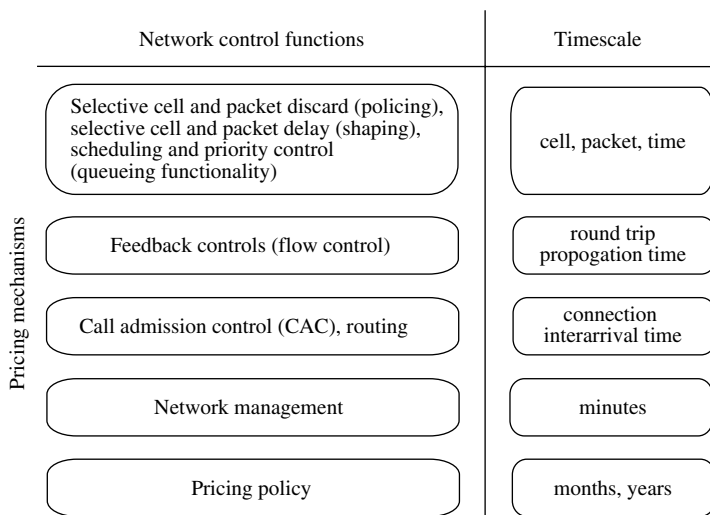 Network control functions
Timescale
Selective cell and packet discard (policing),
selective cell and packet delay (shaping),
scheduling and priority control
(queueing functionality)
cell, packet, time
Feedback controls (flow control)
round trip
propogation time
Call admission control (CAC), routing
connection
interarrival time
Network management
minutes
Pricing policy
months, years
Pricing mechanisms